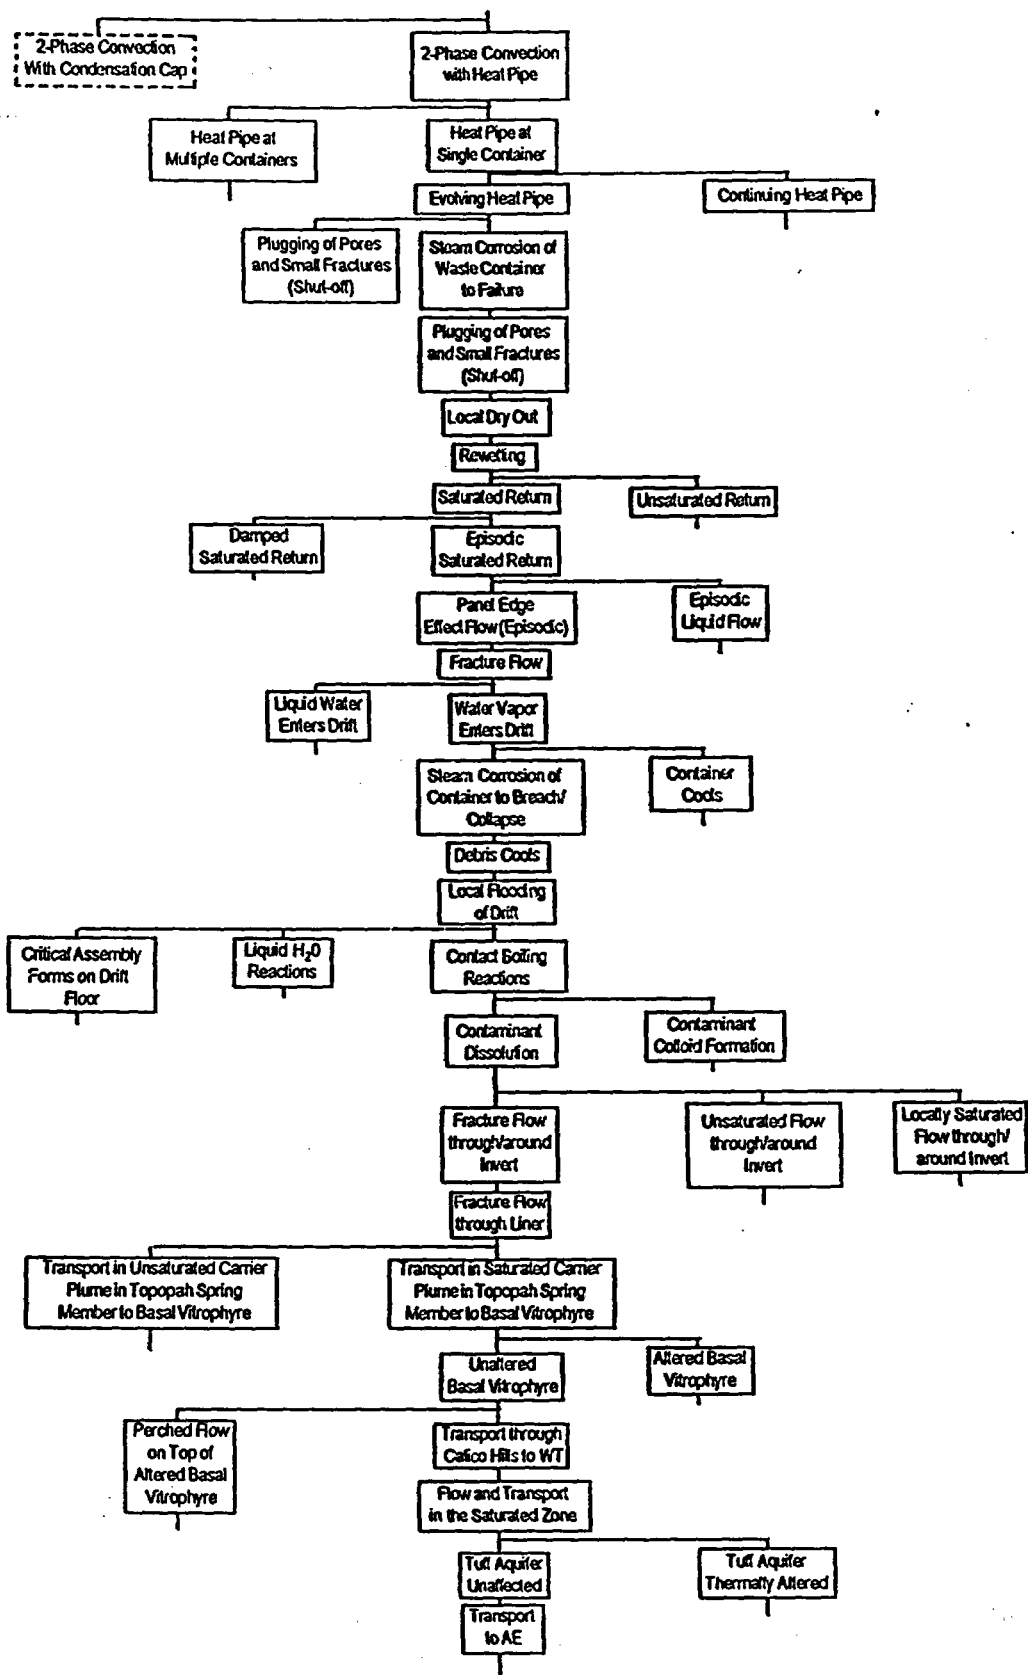 2-Phase Convection
With Condensation Cap
2-Phase Convection
with Heat Pipe
Heat Pipe at
Multiple Containers
Heat Pipe at
Single Container
Evolving Heat Pipe
Continuing Heat Pipe
Plugging of Pores
and Small Fractures
(Shut-off)
Steam Corrosion of
Waste Container
to Failure
Plugging of Pores
and Small Fractures
(Shut-off)
Local Dry Out
Rewetting
Saturated Return
Unsaturated Return
Damped
Saturated Return
Episodic
Saturated Return
Panel Edge
Effect Flow (Episodic)
Episodic
Liquid Flow
Fracture Flow
Liquid Water
Enters Drift
Water Vapor
Enters Drift
Steam Corrosion of
Container to Breach/
Collapse
Container
Cools
Debris Cools
Local Flooding
of Drift
Critical Assembly
Forms on Drift
Floor
Liquid H₂0
Reactions
Contact Boiling
Reactions
Contaminant
Dissolution
Contaminant
Colloid Formation
Fracture Flow
through/around
Invert
Unsaturated Flow
through/around
Invert
Locally Saturated
Flow through/
around Invert
Fracture Flow
through Liner
Transport in Unsaturated Carrier
Plume in Topopah Spring
Member to Basal Vitrophyre
Transport in Saturated Carrier
Plume in Topopah Spring
Member to Basal Vitrophyre
Unaltered
Basal Vitrophyre
Altered Basal
Vitrophyre
Perched Flow
on Top of
Altered Basal
Vitrophyre
Transport through
Calico Hills to WT
Flow and Transport
in the Saturated Zone
Tuff Aquifer
Unaffected
Tuff Aquifer
Thermally Altered
Transport
to AE